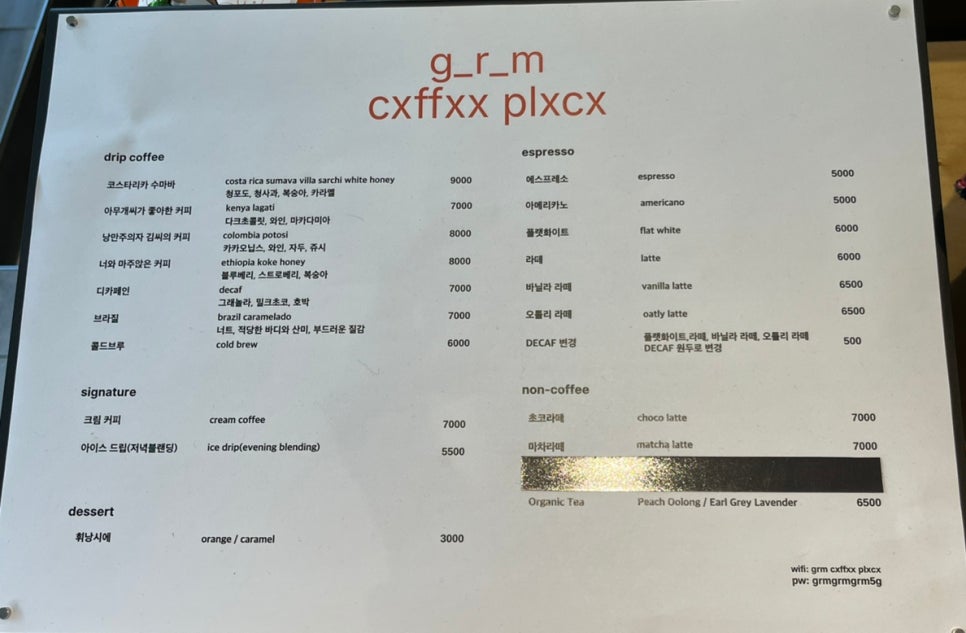 g_r_m
cxffxx plxcx
drip coffee
코스타리카 수마바 costa rica sumava villa sarchi white honey 9000
청포도, 청사과, 복숭아, 카라멜
아무개씨가 좋아한 커피 kenya lagati 7000
다크초콜릿, 와인, 마카다미아
낭만주의자 김씨의 커피 colombia potosi 8000
카카오닙스, 와인, 자두, 쥬시
너와 마주앉은 커피 ethiopia koke honey 8000
블루베리, 스트로베리, 복숭아
디카페인 decaf 7000
그래놀라, 밀크초코, 호박
브라질 brazil caramelado 7000
너트, 적당한 바디와 산미, 부드러운 질감
콜드브루 cold brew 6000
signature
크림 커피 cream coffee 7000
아이스 드립(저녁블랜딩) ice drip(evening blending) 5500
dessert
휘낭시에 orange / caramel 3000
espresso
에스프레소 espresso 5000
아메리카노 americano 5000
플랫화이트 flat white 6000
라떼 latte 6000
바닐라 라떼 vanilla latte 6500
오틀리 라떼 oatly latte 6500
DECAF 변경 플랫화이트,라떼, 바닐라 라떼, 오틀리 라떼 500
DECAF 원두로 변경
non-coffee
초코라떼 choco latte 7000
마차라떼 matcha latte 7000
Organic Tea Peach Oolong / Earl Grey Lavender 6500
wifi: grm cxffxx plxcx
pw: grmgrmgrm5g